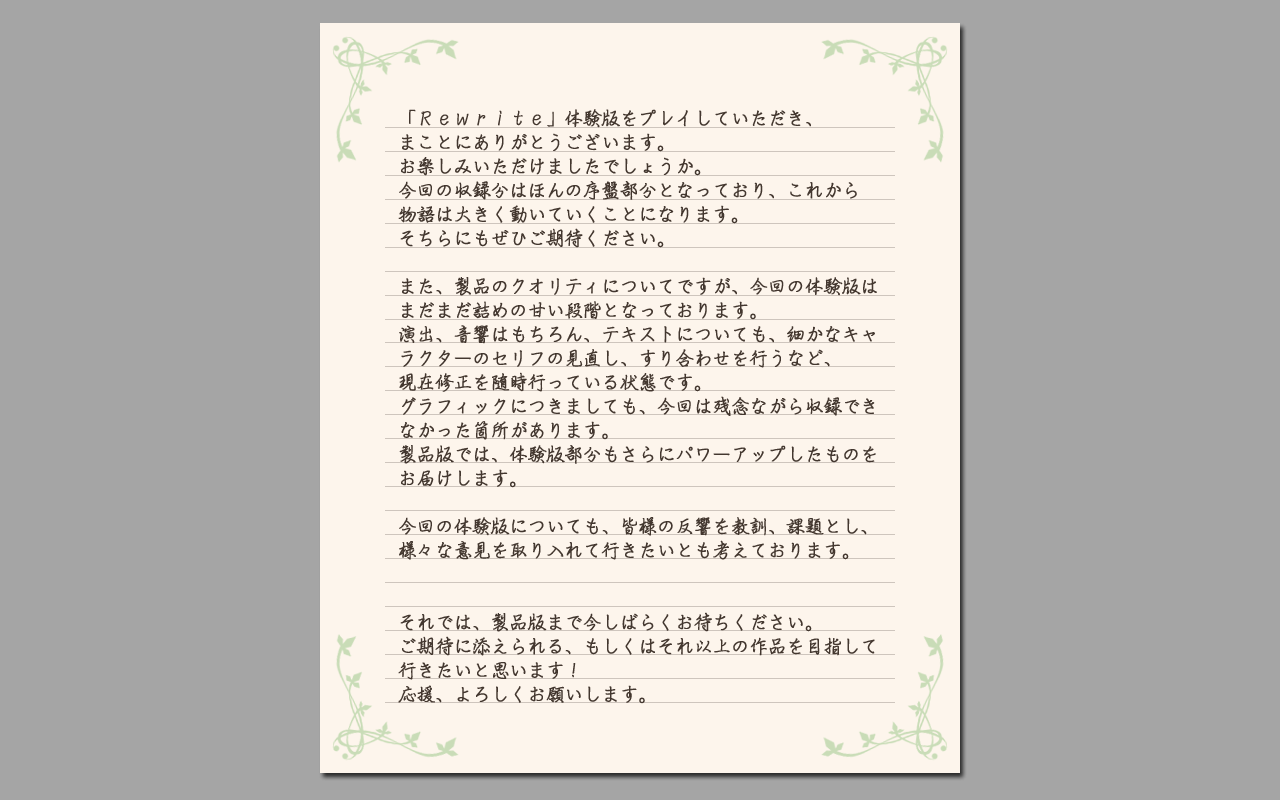 「Ｒｅｗｒｉｔｅ」体験版をプレイしていただき、
まことにありがとうございます。
お楽しみいただけましたでしょうか。
今回の収録分はほんの序盤部分となっており、これから
物語は大きく動いていくことになります。
そちらにもぜひご期待ください。
また、製品のクオリティについてですが、今回の体験版は
まだまだ詰めの甘い段階となっております。
演出、音響はもちろん、テキストについても、細かなキャ
ラクターのセリフの見直し、すり合わせを行うなど、
現在修正を随時行っている状態です。
グラフィックにつきましても、今回は残念ながら収録でき
なかった箇所があります。
製品版では、体験版部分もさらにパワーアップしたものを
お届けします。
今回の体験版についても、皆様の反響を教訓、課題とし、
様々な意見を取り入れて行きたいとも考えております。
それでは、製品版まで今しばらくお待ちください。
ご期待に添えられる、もしくはそれ以上の作品を目指して
行きたいと思います！
応援、よろしくお願いします。